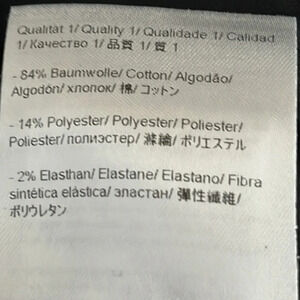 Qualität 1/ Quality 1/ Qualidade 1/ Calidad
1/ Качество 1/ 品質 1/ 質 1
- 84% Baumwolle/ Cotton/ Algodão/
Algodón/ хлопок/ 棉/ コットン
- 14% Polyester/ Polyester/ Poliester/
Poliester/ полиэстер/ 滌綸/ ポリエステル
- 2% Elasthan/ Elastane/ Elastano/ Fibra
sintética elástica/ эластан/ 彈性纖維/
ポリウレタン